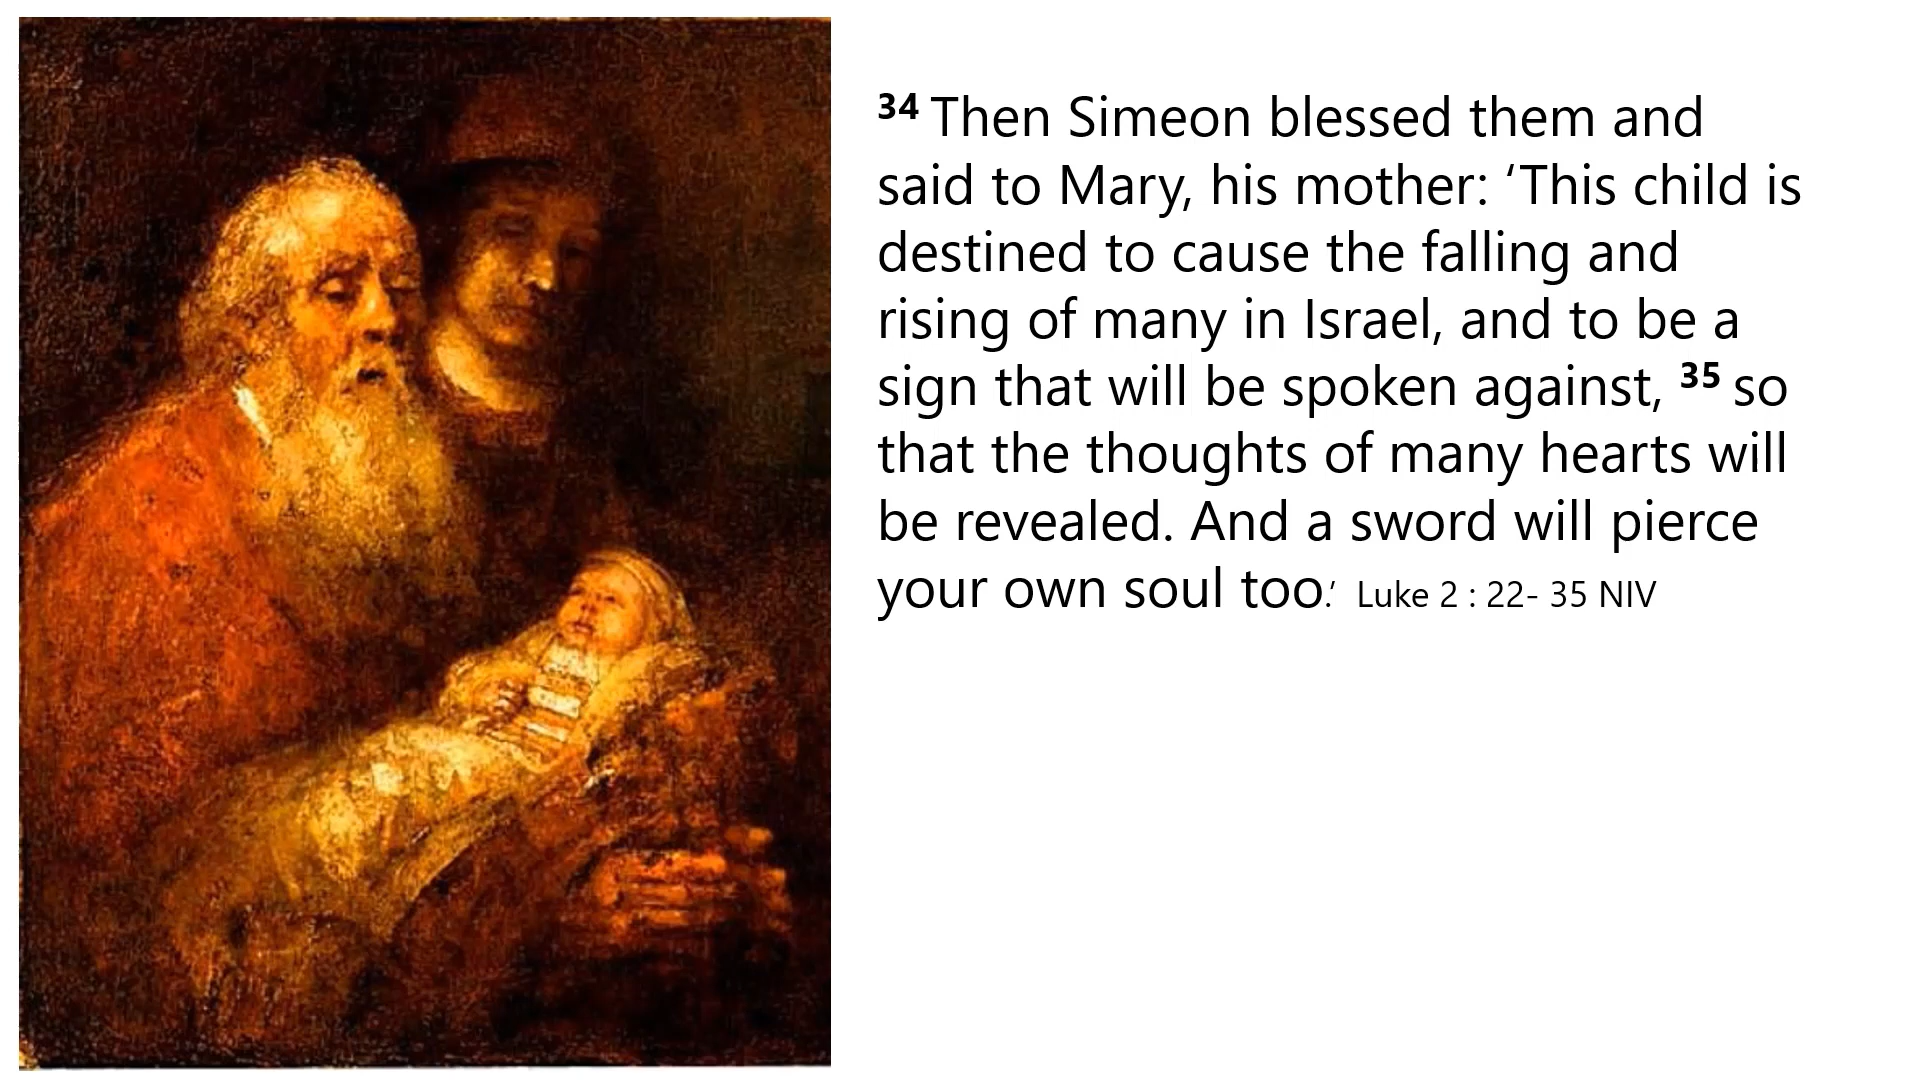 34 Then Simeon blessed them and
said to Mary, his mother: ‘This child is
destined to cause the falling and
rising of many in Israel, and to be a
sign that will be spoken against, 35 so
that the thoughts of many hearts will
be revealed. And a sword will pierce
your own soul too.’ Luke 2 : 22- 35 NIV